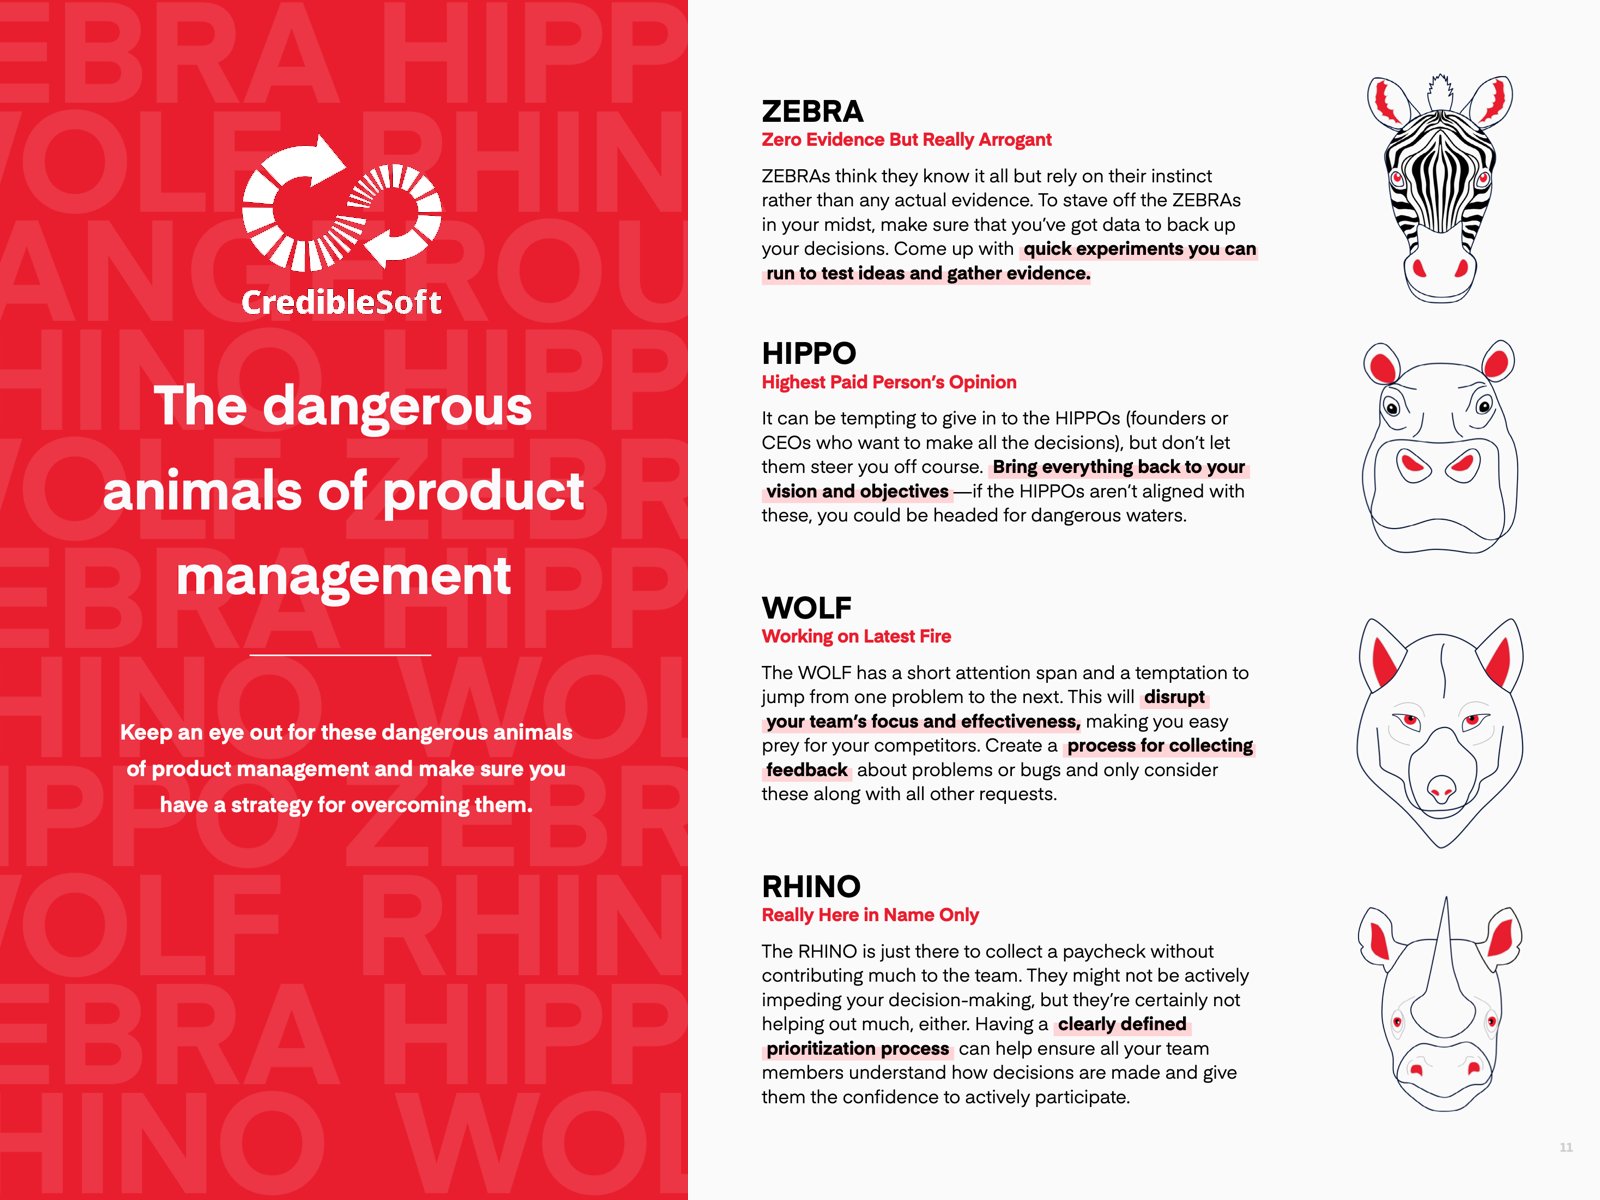 CredibleSoft
The dangerous
animals of product
management
Keep an eye out for these dangerous animals
of product management and make sure you
have a strategy for overcoming them.
ZEBRA
Zero Evidence But Really Arrogant
ZEBRAs think they know it all but rely on their instinct
rather than any actual evidence. To stave off the ZEBRAs
in your midst, make sure that you've got data to back up
your decisions. Come up with quick experiments you can
run to test ideas and gather evidence.
HIPPO
Highest Paid Person's Opinion
It can be tempting to give in to the HIPPOs (founders or
CEOs who want to make all the decisions), but don't let
them steer you off course. Bring everything back to your
vision and objectives—if the HIPPOs aren't aligned with
these, you could be headed for dangerous waters.
WOLF
Working on Latest Fire
The WOLF has a short attention span and a temptation to
jump from one problem to the next. This will disrupt
your team's focus and effectiveness, making you easy
prey for your competitors. Create a process for collecting
feedback about problems or bugs and only consider
these along with all other requests.
RHINO
Really Here in Name Only
The RHINO is just there to collect a paycheck without
contributing much to the team. They might not be actively
impeding your decision-making, but they're certainly not
helping out much, either. Having a clearly defined
prioritization process can help ensure all your team
members understand how decisions are made and give
them the confidence to actively participate.
11